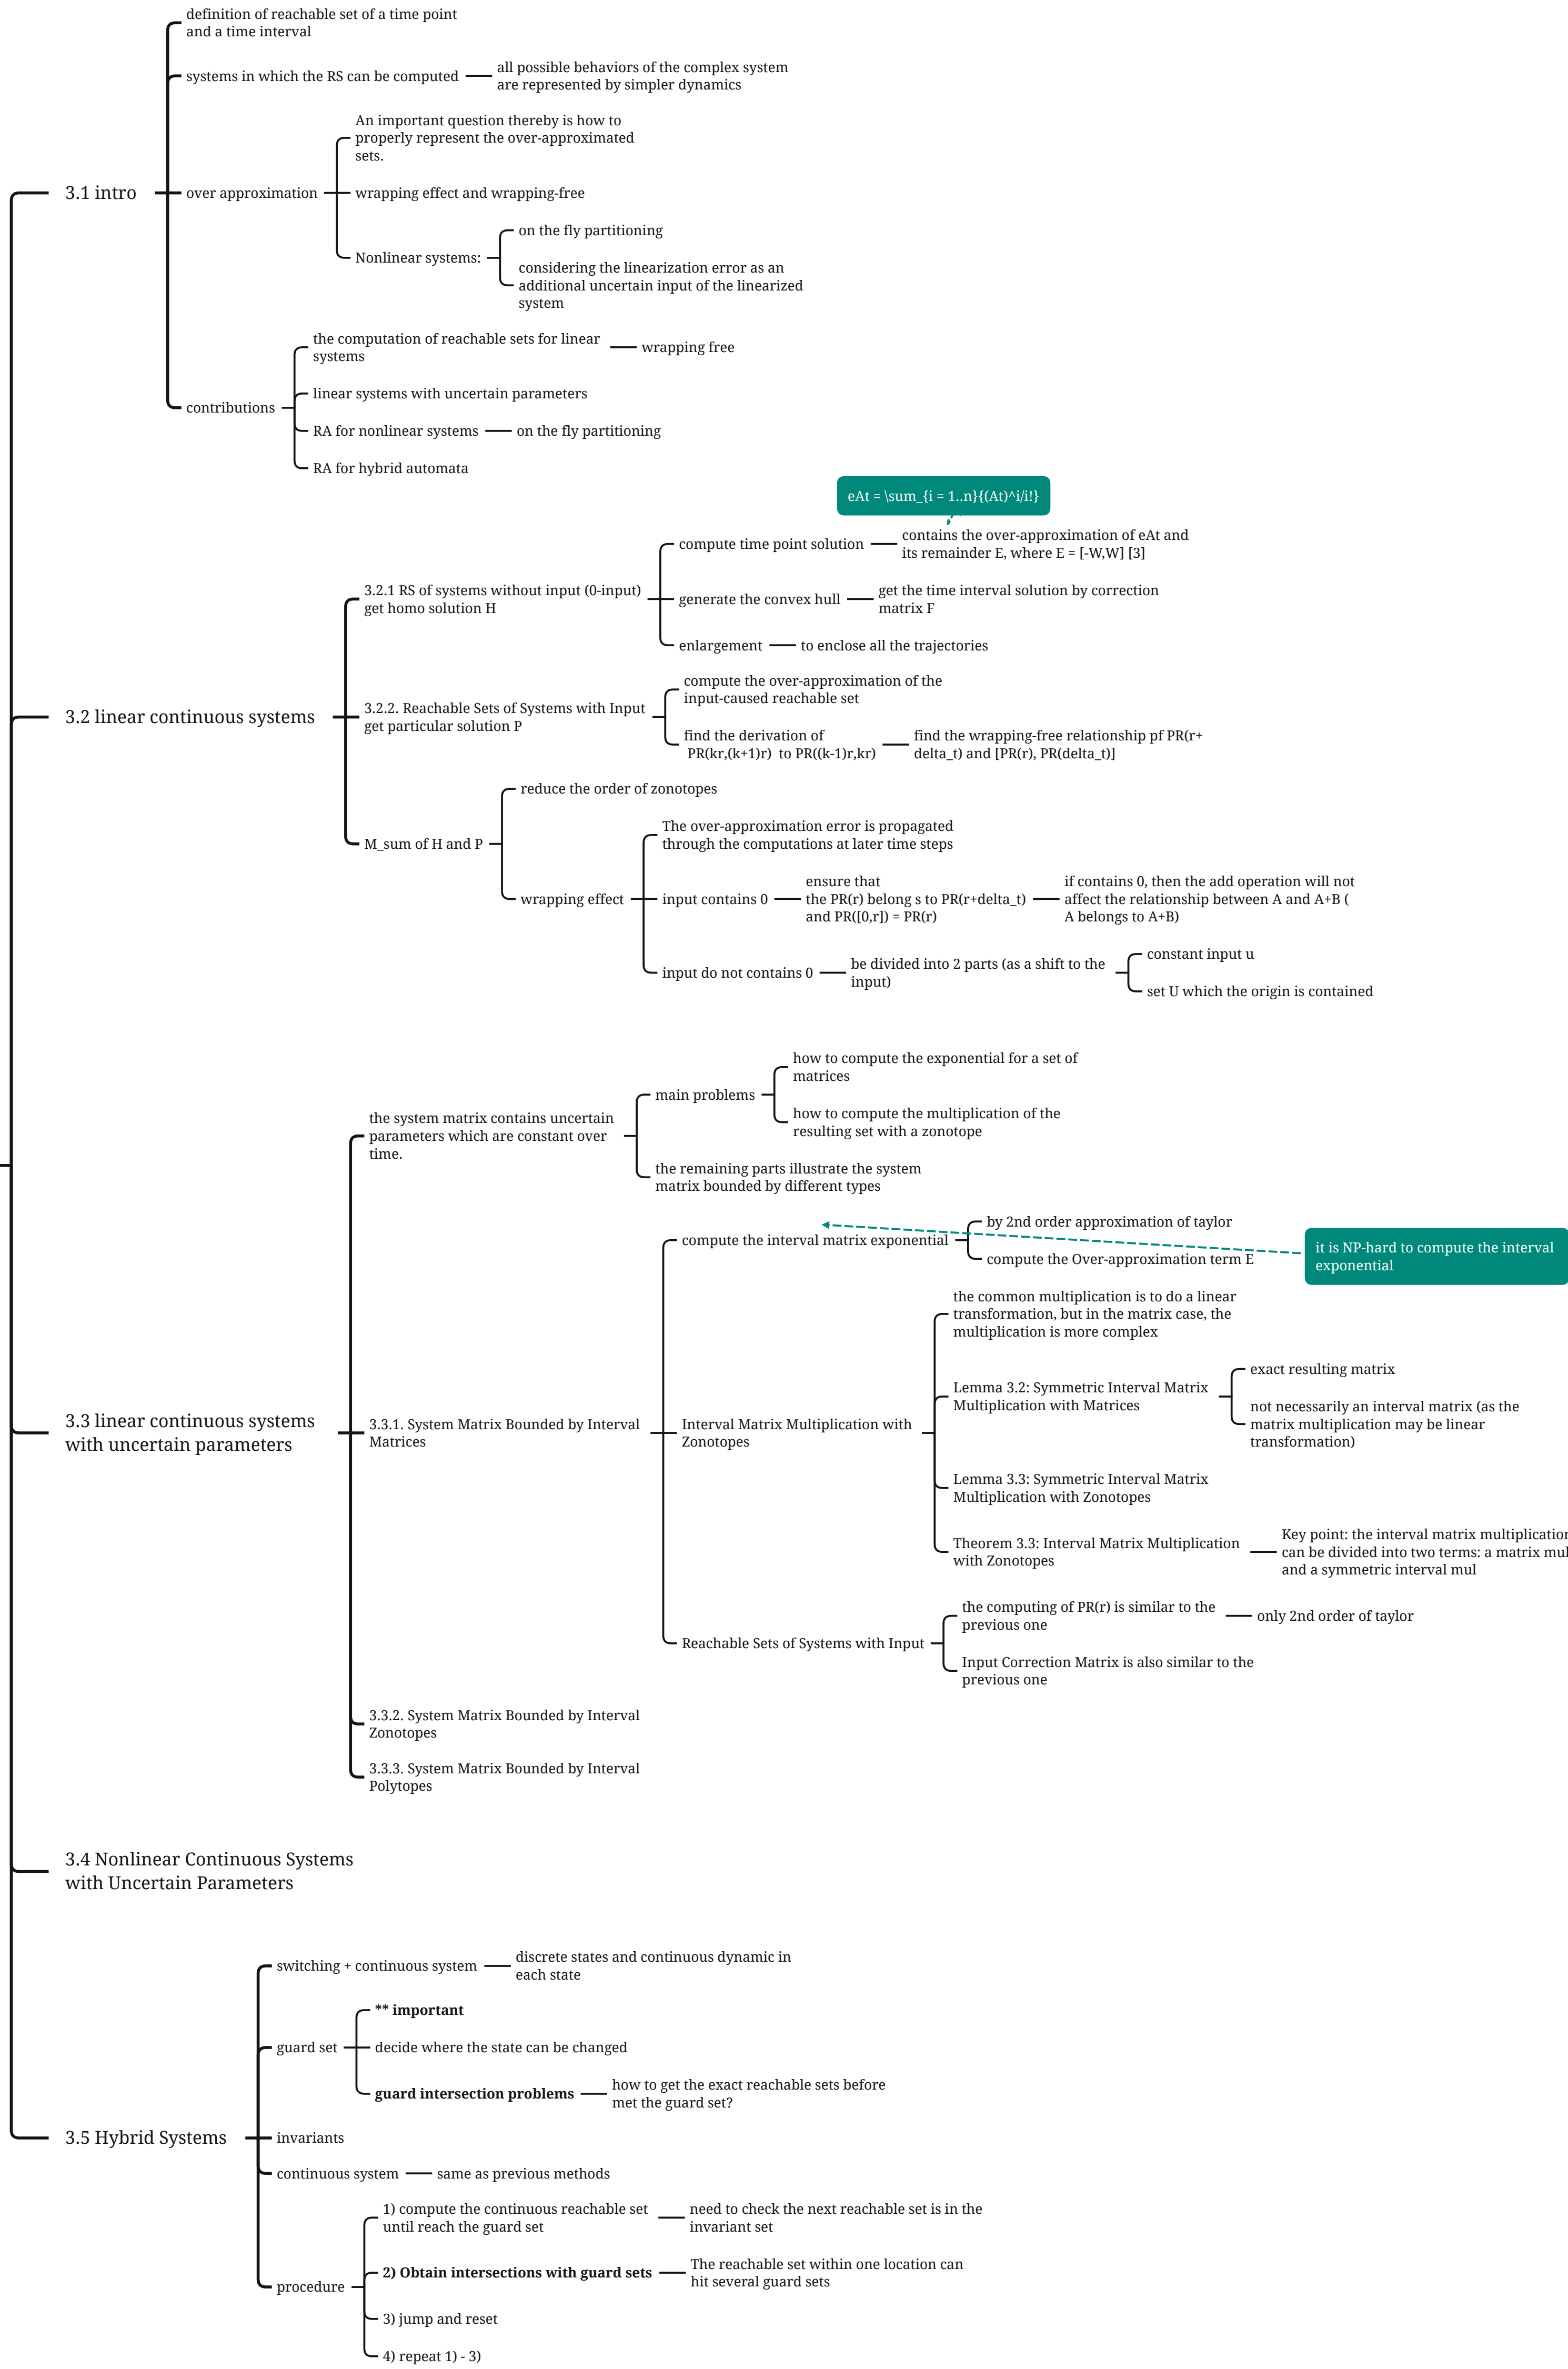 definition of reachable set of a time point
and a time interval
systems in which the RS can be computed
all possible behaviors of the complex system
are represented by simpler dynamics
An important question thereby is how to
properly represent the over-approximated
sets.
3.1 intro
over approximation
wrapping effect and wrapping-free
on the fly partitioning
Nonlinear systems:
considering the linearization error as an
additional uncertain input of the linearized
system
the computation of reachable sets for linear
systems
wrapping free
linear systems with uncertain parameters
contributions
RA for nonlinear systems
on the fly partitioning
RA for hybrid automata
eAt = \sum_{i = 1..n}{(At)^i/i!}
compute time point solution
contains the over-approximation of eAt and
its remainder E, where E = [-W,W] [3]
3.2.1 RS of systems without input (0-input)
get homo solution H
generate the convex hull
get the time interval solution by correction
matrix F
enlargement
to enclose all the trajectories
3.2 linear continuous systems
3.2.2. Reachable Sets of Systems with Input
get particular solution P
compute the over-approximation of the
input-caused reachable set
find the derivation of
PR(kr,(k+1)r)  to PR((k-1)r,kr)
find the wrapping-free relationship pf PR(r+
delta_t) and [PR(r), PR(delta_t)]
reduce the order of zonotopes
M_sum of H and P
The over-approximation error is propagated
through the computations at later time steps
wrapping effect
input contains 0
ensure that
the PR(r) belong s to PR(r+delta_t)
and PR([0,r]) = PR(r)
if contains 0, then the add operation will not
affect the relationship between A and A+B (
A belongs to A+B)
input do not contains 0
be divided into 2 parts (as a shift to the
input)
constant input u
set U which the origin is contained
the system matrix contains uncertain
parameters which are constant over
time.
main problems
how to compute the exponential for a set of
matrices
how to compute the multiplication of the
resulting set with a zonotope
the remaining parts illustrate the system
matrix bounded by different types
compute the interval matrix exponential
by 2nd order approximation of taylor
compute the Over-approximation term E
it is NP-hard to compute the interval
exponential
3.3 linear continuous systems
with uncertain parameters
3.3.1. System Matrix Bounded by Interval
Matrices
Interval Matrix Multiplication with
Zonotopes
the common multiplication is to do a linear
transformation, but in the matrix case, the
multiplication is more complex
Lemma 3.2: Symmetric Interval Matrix
Multiplication with Matrices
exact resulting matrix
not necessarily an interval matrix (as the
matrix multiplication may be linear
transformation)
Lemma 3.3: Symmetric Interval Matrix
Multiplication with Zonotopes
Theorem 3.3: Interval Matrix Multiplication
with Zonotopes
Key point: the interval matrix multiplication
can be divided into two terms: a matrix mul
and a symmetric interval mul
Reachable Sets of Systems with Input
the computing of PR(r) is similar to the
previous one
only 2nd order of taylor
Input Correction Matrix is also similar to the
previous one
3.3.2. System Matrix Bounded by Interval
Zonotopes
3.3.3. System Matrix Bounded by Interval
Polytopes
3.4 Nonlinear Continuous Systems
with Uncertain Parameters
switching + continuous system
discrete states and continuous dynamic in
each state
** important
guard set
decide where the state can be changed
guard intersection problems
how to get the exact reachable sets before
met the guard set?
3.5 Hybrid Systems
invariants
continuous system
same as previous methods
1) compute the continuous reachable set
until reach the guard set
need to check the next reachable set is in the
invariant set
procedure
2) Obtain intersections with guard sets
The reachable set within one location can
hit several guard sets
3) jump and reset
4) repeat 1) - 3)